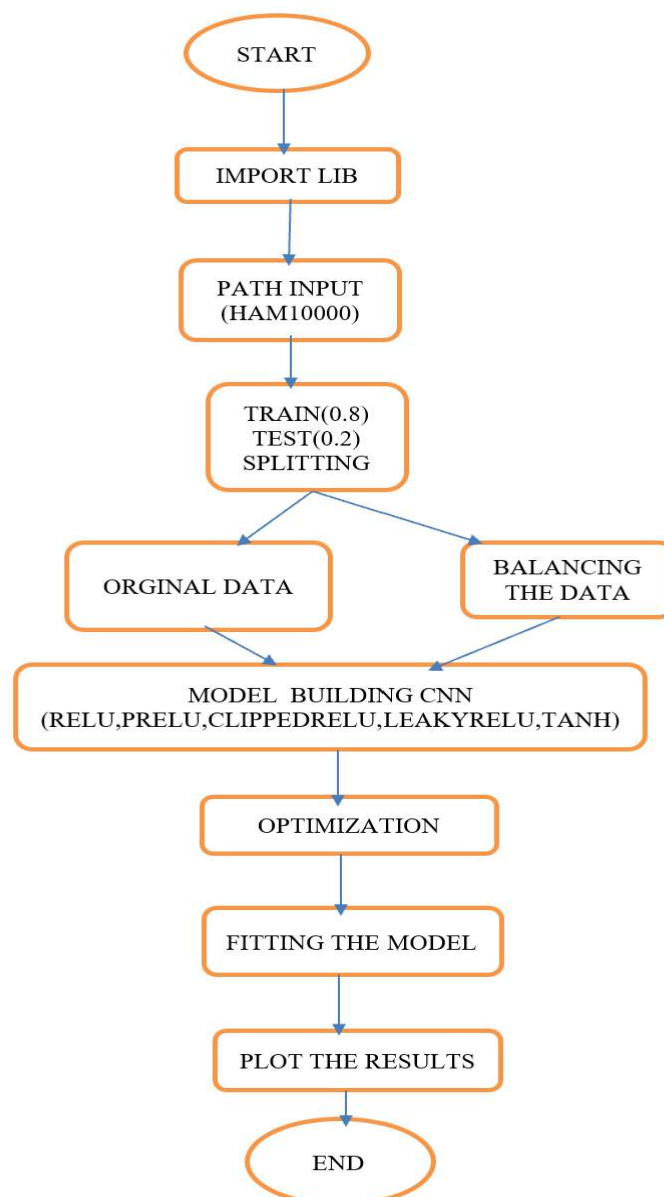 START
IMPORT LIB
PATH INPUT
(HAM10000)
TRAIN(0.8)
TEST(0.2)
SPLITTING
ORGINAL DATA
BALANCING
THE DATA
MODEL BUILDING CNN
(RELU,PRELU,CLIPPEDRELU,LEAKYRELU,TANH)
OPTIMIZATION
FITTING THE MODEL
PLOT THE RESULTS
END